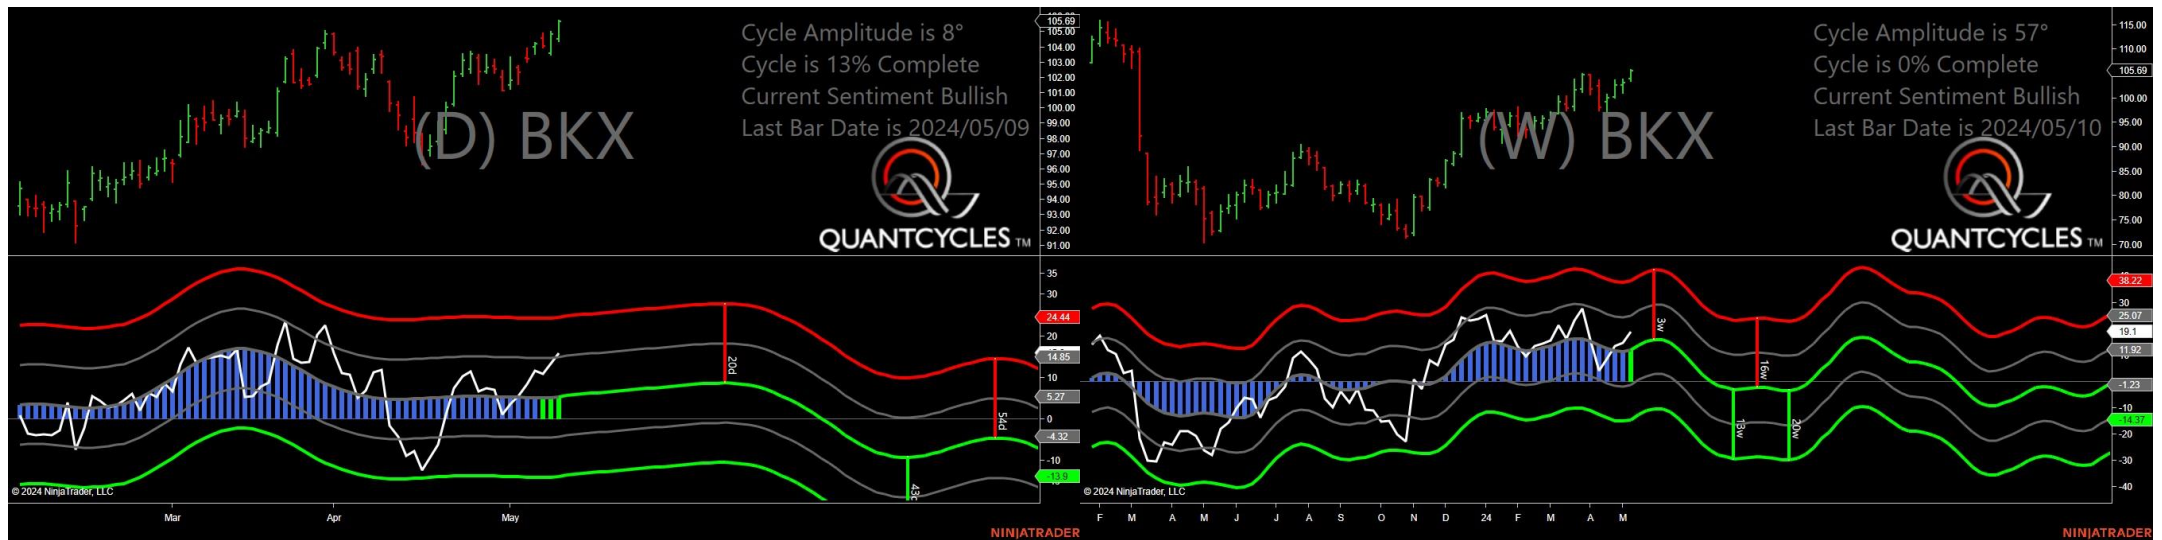 (D) BKX
Cycle Amplitude is 8°
Cycle is 13% Complete
Current Sentiment Bullish
Last Bar Date is 2024/05/09
QUANTCYCLES TM
105.69
105.00
104.00
103.00
102.00
101.00
100.00
99.00
98.00
97.00
96.00
95.00
94.00
93.00
92.00
91.00
35
30
24.44
20
14.85
10
5.27
0
-4.32
-10
-13.9
20d
54d
© 2024 NinjaTrader, LLC
Mar Apr May
NINJATRADER
(W) BKX
Cycle Amplitude is 57°
Cycle is 0% Complete
Current Sentiment Bullish
Last Bar Date is 2024/05/10
QUANTCYCLES TM
115.00
110.00
105.69
100.00
95.00
90.00
85.00
80.00
75.00
70.00
38.22
30
25.07
19.1
11.92
-1.23
-10
-14.37
-20
-30
-40
3w
16w
13w
20w
© 2024 NinjaTrader, LLC
F M A M J J A S O N D 24 F M A M
NINJATRADER